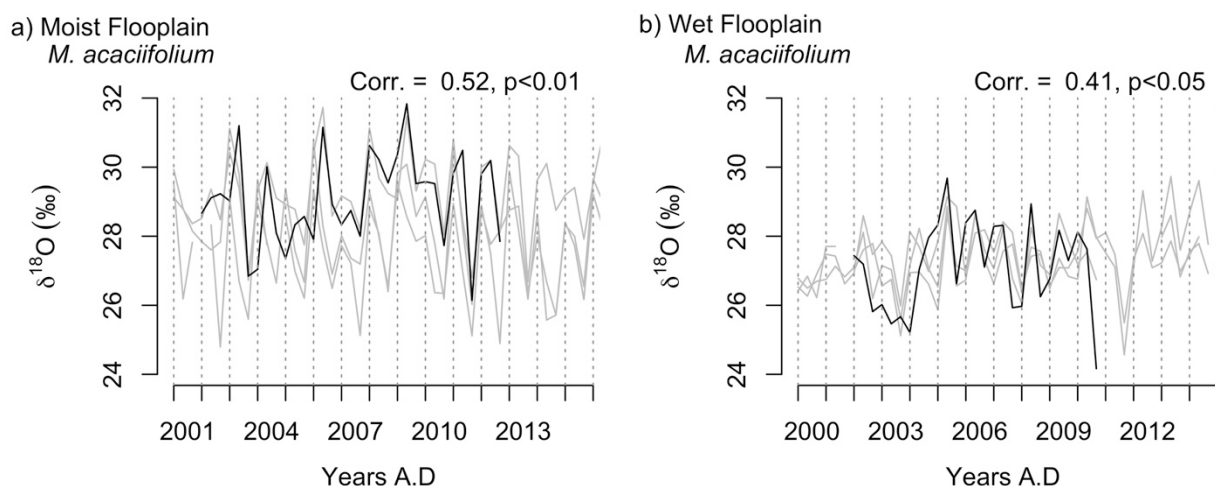 a) Moist Flooplain
M. acaciifolium
Corr. = 0.52, p<0.01
32
30
28
26
24
δ18O (‰)
2001 2004 2007 2010 2013
Years A.D
b) Wet Flooplain
M. acaciifolium
Corr. = 0.41, p<0.05
32
30
28
26
24
δ18O (‰)
2000 2003 2006 2009 2012
Years A.D